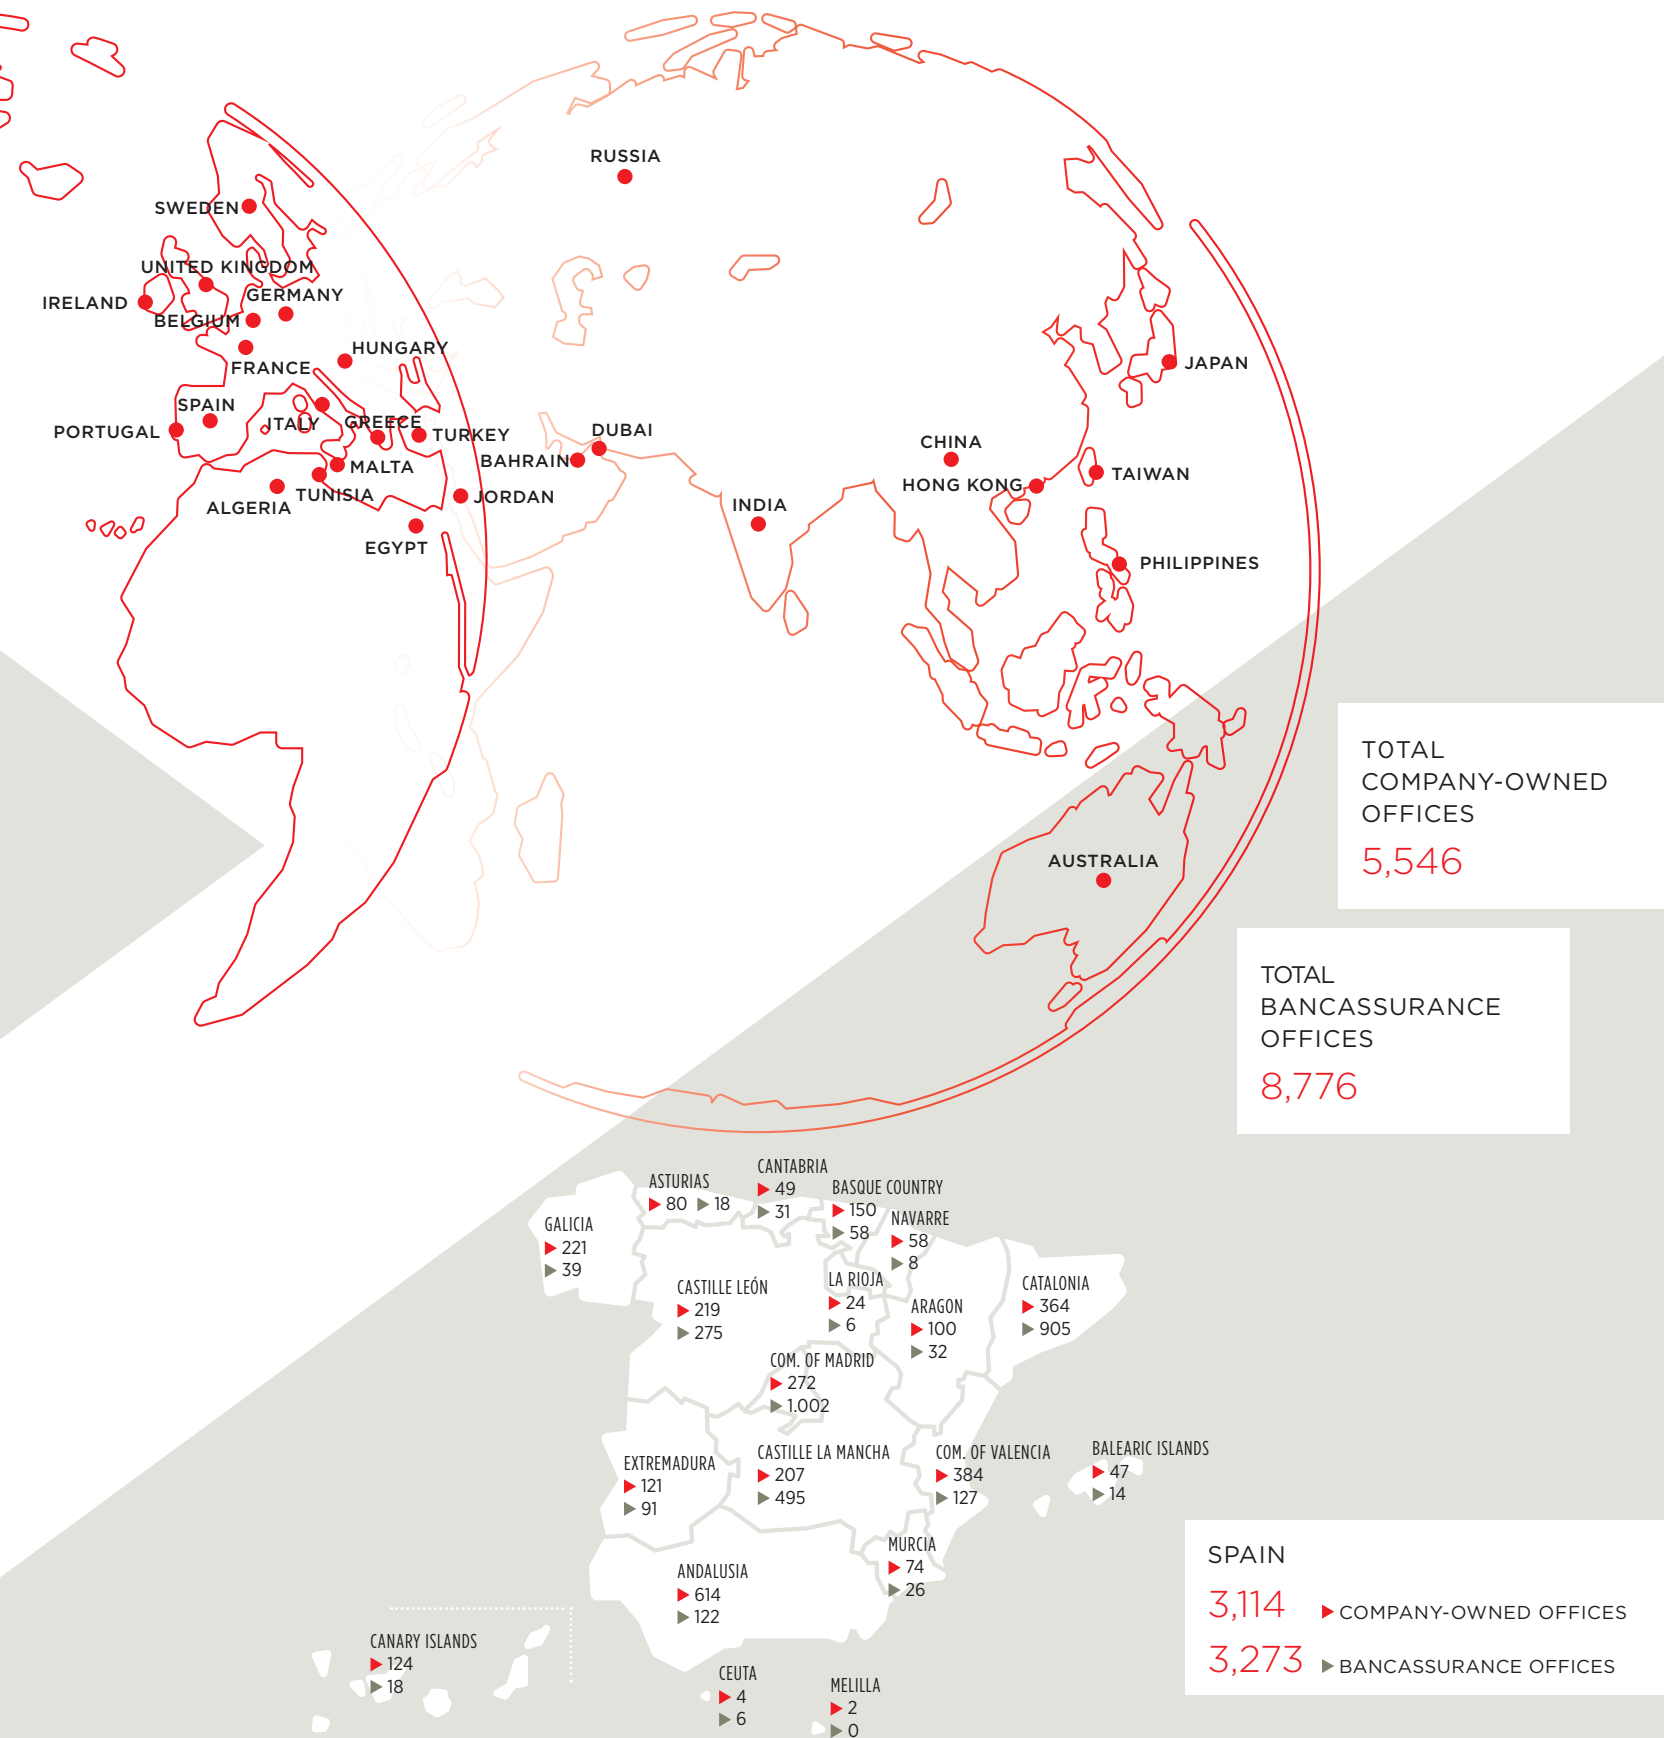 RUSSIA
SWEDEN
UNITED KINGDOM
IRELAND
GERMANY
BELGIUM
HUNGARY
FRANCE
JAPAN
SPAIN
PORTUGAL
ITALY
GREECE
TURKEY
DUBAI
CHINA
BAHRAIN
MALTA
TAIWAN
HONG KONG
TUNISIA
JORDAN
ALGERIA
INDIA
EGYPT
PHILIPPINES
AUSTRALIA
TOTAL
COMPANY-OWNED
OFFICES
5,546
TOTAL
BANCASSURANCE
OFFICES
8,776
ASTURIAS
80 18
CANTABRIA
49
31
BASQUE COUNTRY
150
58
NAVARRE
58
8
GALICIA
221
39
CASTILLE LEÓN
219
275
LA RIOJA
24
6
ARAGON
100
32
CATALONIA
364
905
COM. OF MADRID
272
1.002
EXTREMADURA
121
91
CASTILLE LA MANCHA
207
495
COM. OF VALENCIA
384
127
BALEARIC ISLANDS
47
14
MURCIA
74
26
ANDALUSIA
614
122
CANARY ISLANDS
124
18
CEUTA
4
6
MELILLA
2
0
SPAIN
3,114 COMPANY-OWNED OFFICES
3,273 BANCASSURANCE OFFICES